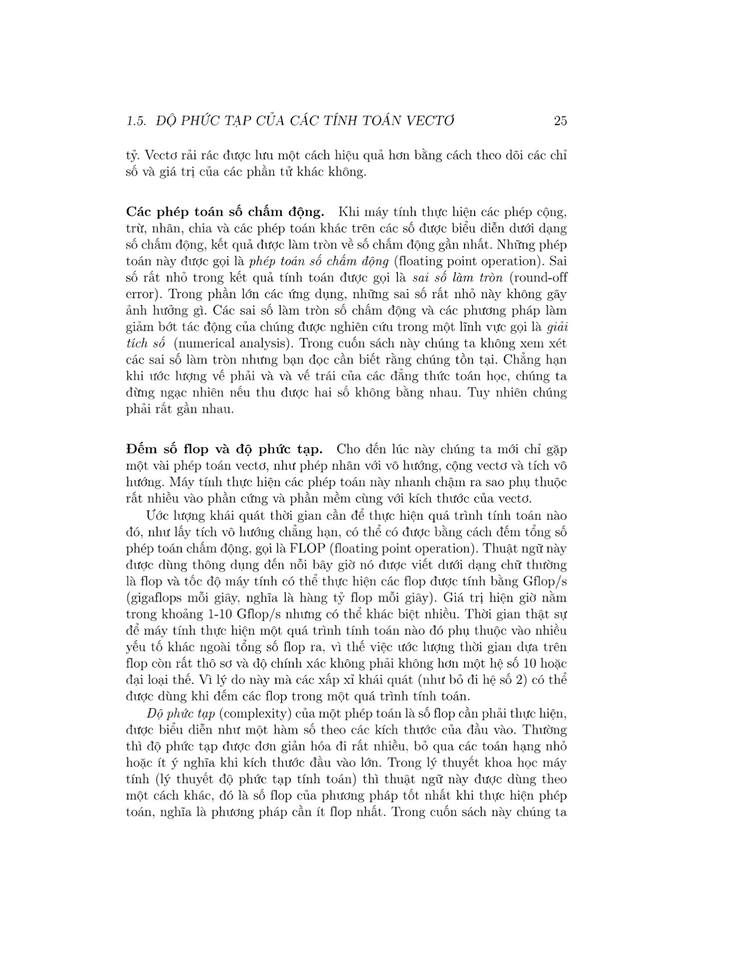 1.5. ĐỘ PHỨC TẠP CỦA CÁC TÍNH TOÁN VECTƠ 25
tỷ. Vectơ rải rác được lưu một cách hiệu quả hơn bằng cách theo dõi các chỉ
số và giá trị của các phần tử khác không.
Các phép toán số chấm động. Khi máy tính thực hiện các phép cộng,
trừ, nhân, chia và các phép toán khác trên các số được biểu diễn dưới dạng
số chấm động, kết quả được làm tròn về số chấm động gần nhất. Những phép
toán này được gọi là phép toán số chấm động (floating point operation). Sai
số rất nhỏ trong kết quả tính toán được gọi là sai số làm tròn (round-off
error). Trong phần lớn các ứng dụng, những sai số rất nhỏ này không gây
ảnh hưởng gì. Các sai số làm tròn số chấm động và các phương pháp làm
giảm bớt tác động của chúng được nghiên cứu trong một lĩnh vực gọi là giải
tích số (numerical analysis). Trong cuốn sách này chúng ta không xem xét
các sai số làm tròn nhưng bạn đọc cần biết rằng chúng tồn tại. Chẳng hạn
khi ước lượng vế phải và và vế trái của các đẳng thức toán học, chúng ta
đừng ngạc nhiên nếu thu được hai số không bằng nhau. Tuy nhiên chúng
phải rất gần nhau.
Đếm số flop và độ phức tạp. Cho đến lúc này chúng ta mới chỉ gặp
một vài phép toán vectơ, như phép nhân với vô hướng, cộng vectơ và tích vô
hướng. Máy tính thực hiện các phép toán này nhanh chậm ra sao phụ thuộc
rất nhiều vào phần cứng và phần mềm cùng với kích thước của vectơ.
Ước lượng khái quát thời gian cần để thực hiện quá trình tính toán nào
đó, như lấy tích vô hướng chẳng hạn, có thể có được bằng cách đếm tổng số
phép toán chấm động, gọi là FLOP (floating point operation). Thuật ngữ này
được dùng thông dụng đến nỗi bây giờ nó được viết dưới dạng chữ thường
là flop và tốc độ máy tính có thể thực hiện các flop được tính bằng Gflop/s
(gigaflops mỗi giây, nghĩa là hàng tỷ flop mỗi giây). Giá trị hiện giờ nằm
trong khoảng 1-10 Gflop/s nhưng có thể khác biệt nhiều. Thời gian thật sự
để máy tính thực hiện một quá trình tính toán nào đó phụ thuộc vào nhiều
yếu tố khác ngoài tổng số flop ra, vì thế việc ước lượng thời gian dựa trên
flop còn rất thô sơ và độ chính xác không phải không hơn một hệ số 10 hoặc
đại loại thế. Vì lý do này mà các xấp xỉ khái quát (như bỏ đi hệ số 2) có thể
được dùng khi đếm các flop trong một quá trình tính toán.
Độ phức tạp (complexity) của một phép toán là số flop cần phải thực hiện,
được biểu diễn như một hàm số theo các kích thước của đầu vào. Thường
thì độ phức tạp được đơn giản hóa đi rất nhiều, bỏ qua các toán hạng nhỏ
hoặc ít ý nghĩa khi kích thước đầu vào lớn. Trong lý thuyết khoa học máy
tính (lý thuyết độ phức tạp tính toán) thì thuật ngữ này được dùng theo
một cách khác, đó là số flop của phương pháp tốt nhất khi thực hiện phép
toán, nghĩa là phương pháp cần ít flop nhất. Trong cuốn sách này chúng ta